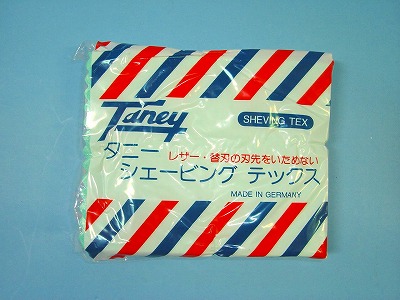 Taney
SHEVING TEX
タニー
レザー・替刃の刃先をいためない
シェービング テックス
MADE IN GERMANY